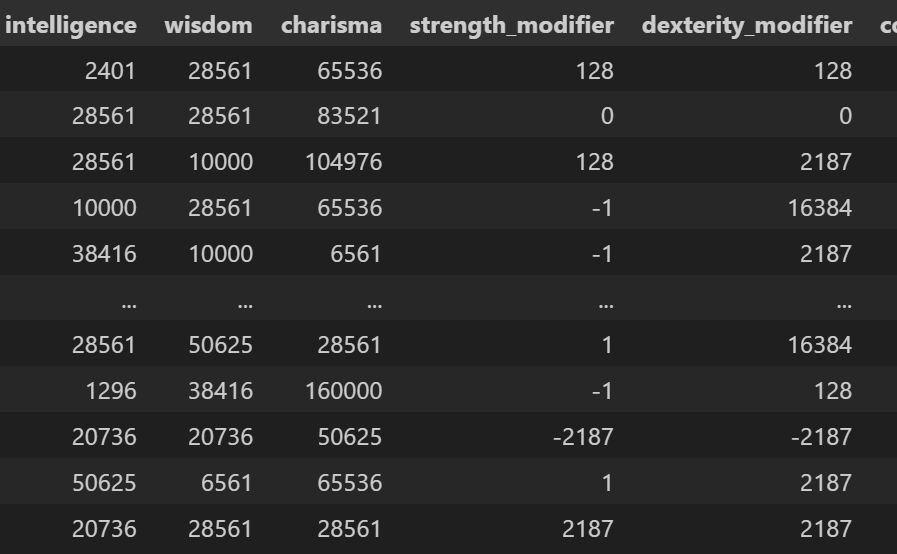 intelligence wisdom charisma strength_modifier dexterity_modifier
2401 28561 65536 128 128
28561 28561 83521 0 0
28561 10000 104976 128 2187
10000 28561 65536 -1 16384
38416 10000 6561 -1 2187
... ... ... ... ...
28561 50625 28561 1 16384
1296 38416 160000 -1 128
20736 20736 50625 -2187 -2187
50625 6561 65536 1 2187
20736 28561 28561 2187 2187